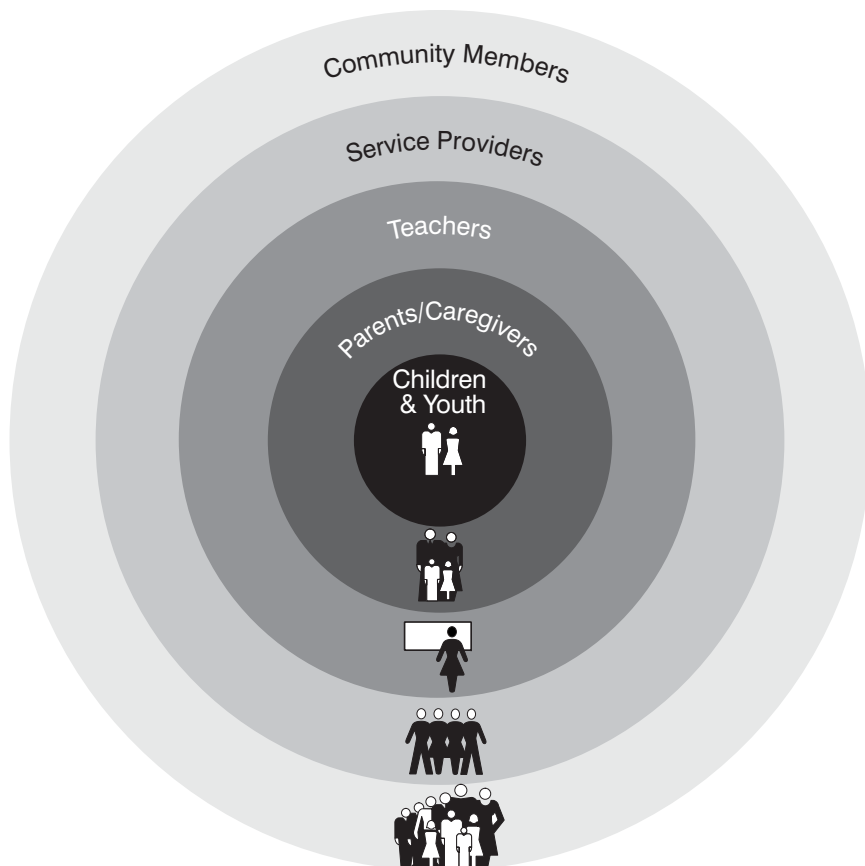 Community Members
Service Providers
Teachers
Parents/Caregivers
Children
& Youth